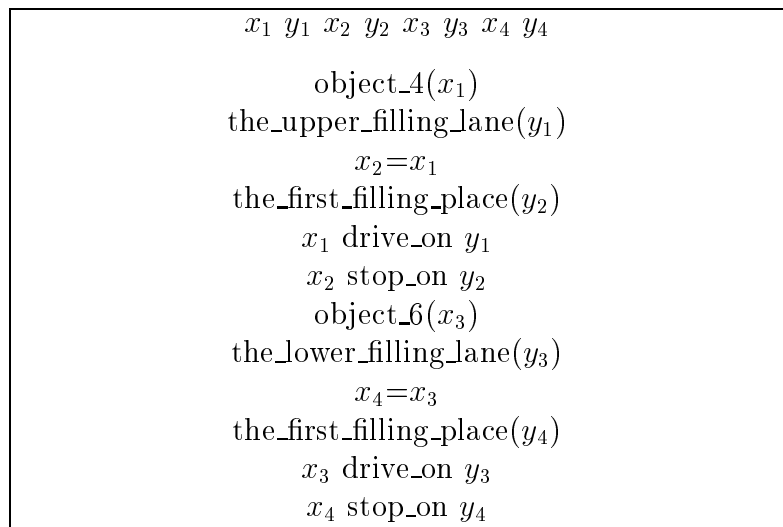 x₁ y₁ x₂ y₂ x₃ y₃ x₄ y₄
object_4(x₁)
the_upper_filling_lane(y₁)
x₂=x₁
the_first_filling_place(y₂)
x₁ drive_on y₁
x₂ stop_on y₂
object_6(x₃)
the_lower_filling_lane(y₃)
x₄=x₃
the_first_filling_place(y₄)
x₃ drive_on y₃
x₄ stop_on y₄